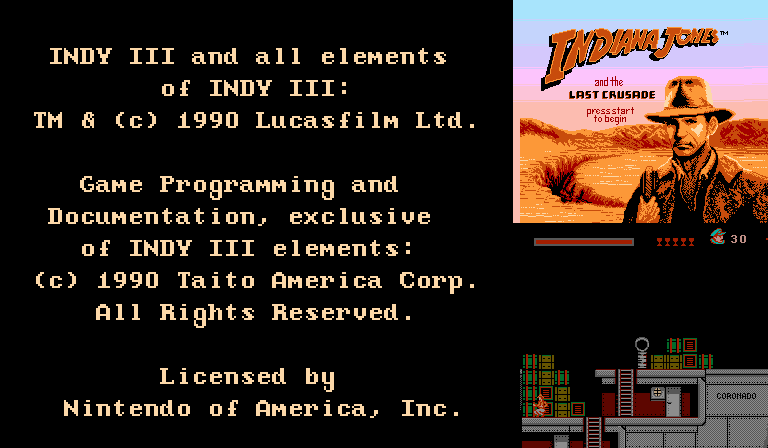 INDY III and all elements
of INDY III:
TM & (c) 1990 Lucasfilm Ltd.
Game Programming and
Documentation, exclusive
of INDY III elements:
(c) 1990 Taito America Corp.
All Rights Reserved.
Licensed by
Nintendo of America, Inc.
INDIANA JONES™
and the
LAST CRUSADE
press start
to begin
30
CORONADO